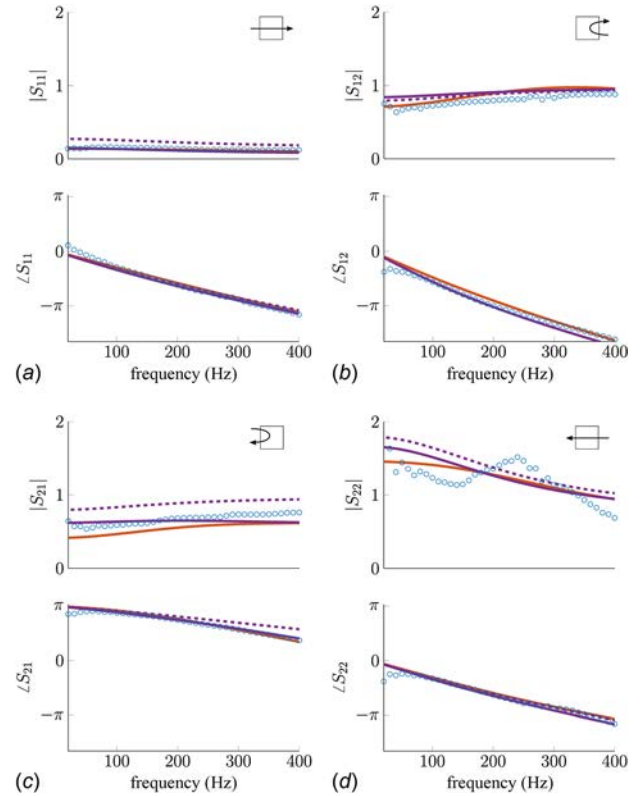 2
2
|S11|
|S12|
1
1
0
0
π
π
∠S11
∠S12
0
0
−π
−π
100 200 300 400
100 200 300 400
(a) frequency (Hz)
(b) frequency (Hz)
2
2
|S21|
|S22|
1
1
0
0
π
π
∠S21
∠S22
0
0
−π
−π
100 200 300 400
100 200 300 400
(c) frequency (Hz)
(d) frequency (Hz)